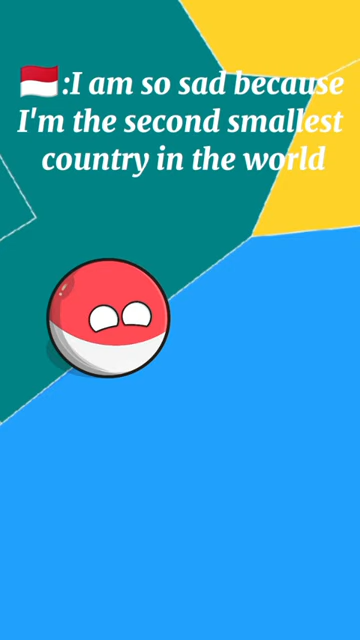 🇮🇩:I am so sad because
I'm the second smallest
country in the world